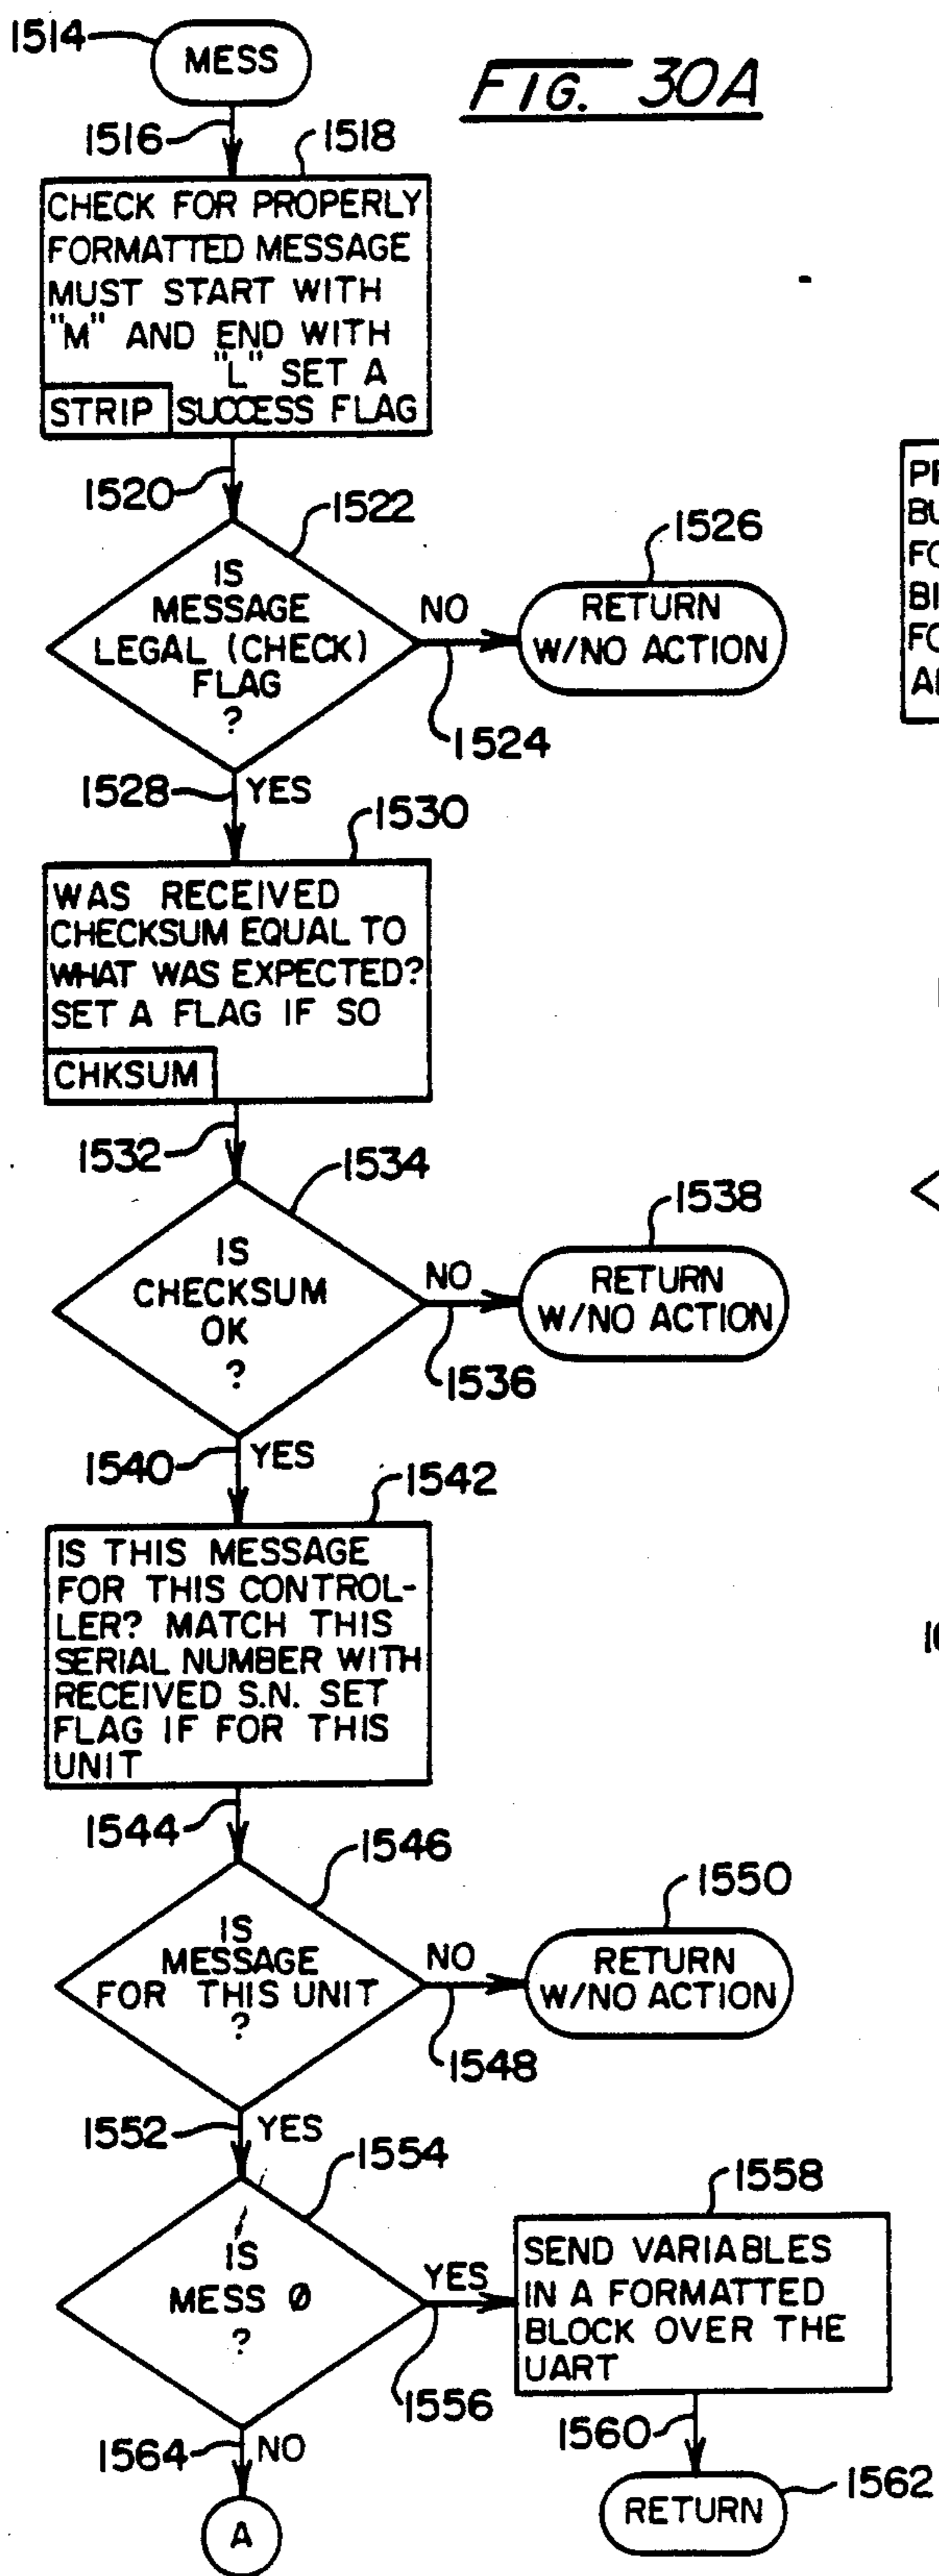 1514
MESS
FIG. 30A
1516
1518
CHECK FOR PROPERLY
FORMATTED MESSAGE
MUST START WITH
"M" AND END WITH
"L" SET A
STRIP SUCCESS FLAG
1520
1522
IS
MESSAGE
LEGAL (CHECK)
FLAG
?
NO
1524
1526
RETURN
W/NO ACTION
1528
YES
1530
WAS RECEIVED
CHECKSUM EQUAL TO
WHAT WAS EXPECTED?
SET A FLAG IF SO
CHKSUM
1532
1534
IS
CHECKSUM
OK
?
NO
1536
1538
RETURN
W/NO ACTION
1540
YES
1542
IS THIS MESSAGE
FOR THIS CONTROL-
LER? MATCH THIS
SERIAL NUMBER WITH
RECEIVED S.N. SET
FLAG IF FOR THIS
UNIT
1544
1546
IS
MESSAGE
FOR THIS UNIT
?
NO
1548
1550
RETURN
W/NO ACTION
1552
YES
1554
IS
MESS Ø
?
YES
1556
1558
SEND VARIABLES
IN A FORMATTED
BLOCK OVER THE
UART
1560
1562
RETURN
1564
NO
A